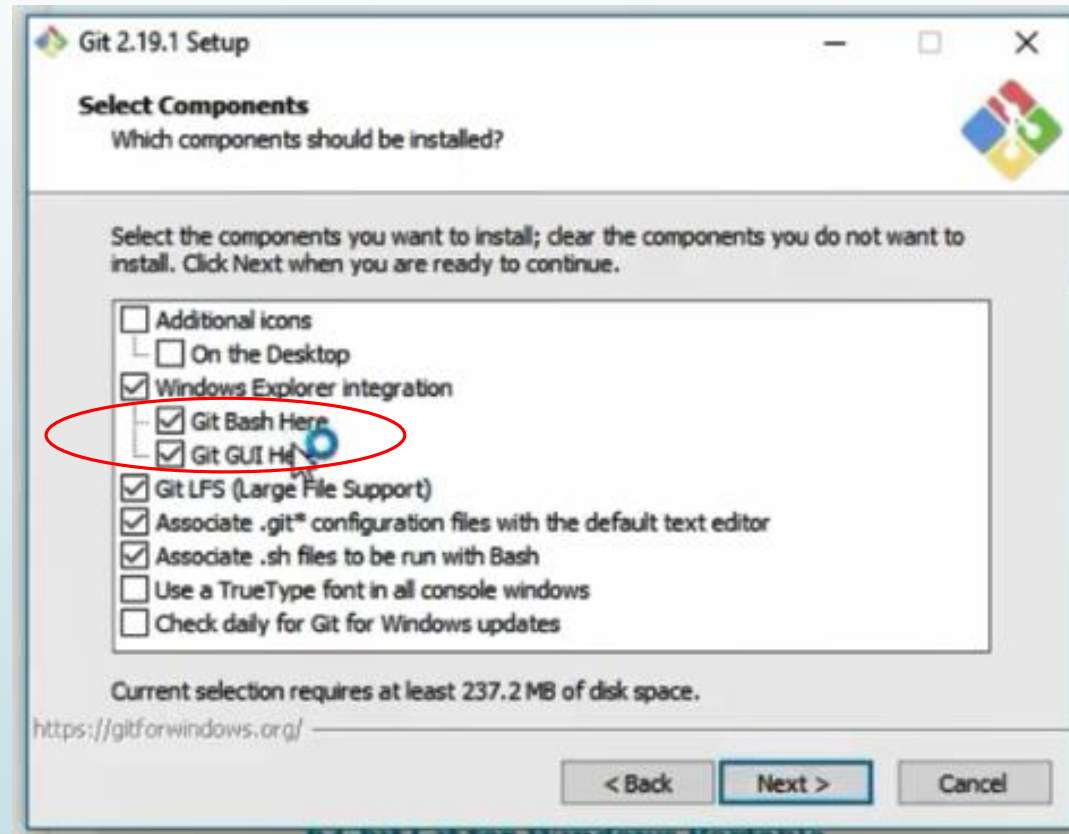 Git 2.19.1 Setup
Select Components
Which components should be installed?
Select the components you want to install; clear the components you do not want to
install. Click Next when you are ready to continue.
Additional icons
On the Desktop
Windows Explorer integration
Git Bash Here
Git GUI
Git LFS (Large File Support)
Associate .git* configuration files with the default text editor
Associate .sh files to be run with Bash
Use a TrueType font in all console windows
Check daily for Git for Windows updates
Current selection requires at least 237.2 MB of disk space.
https://gitforwindows.org/
< Back
Next >
Cancel